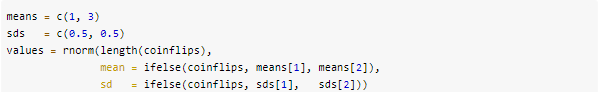 means = c(1, 3)
sds   = c(0.5, 0.5)
values = rnorm(length(coinflips),
               mean = ifelse(coinflips, means[1], means[2]),
               sd   = ifelse(coinflips, sds[1],   sds[2]))